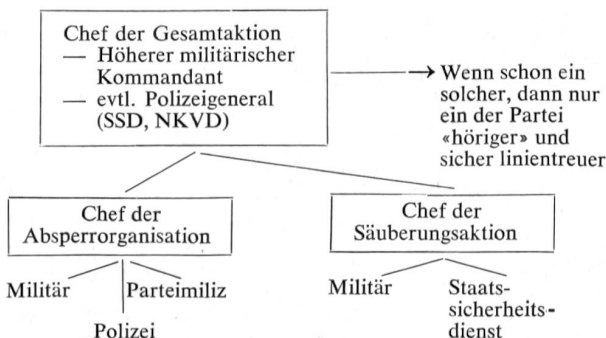 Chef der Gesamtaktion
— Höherer militärischer
Kommandant
— evtl. Polizeigeneral
(SSD, NKVD)
Wenn schon ein
solcher, dann nur
ein der Partei
«höriger» und
sicher linientreuer
Chef der
Absperrorganisation
Chef der
Säuberungsaktion
Militär
Parteimiliz
Polizei
Militär
Staats-
sicherheits-
dienst